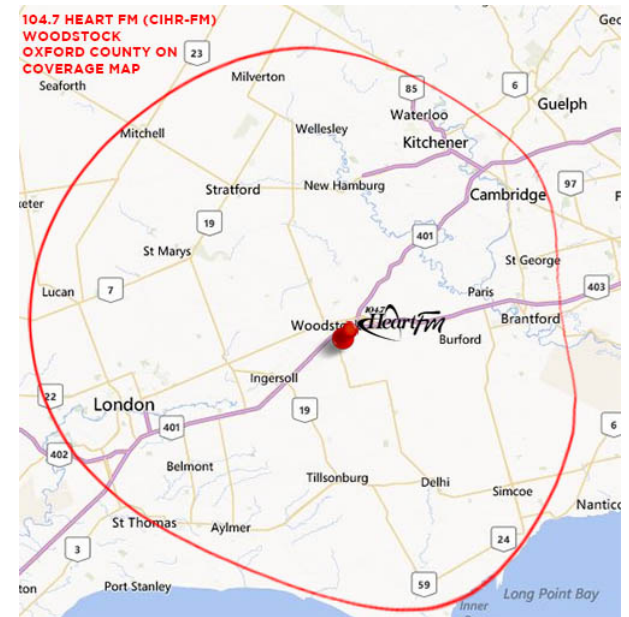 104.7 HEART FM (CIHR-FM)
WOODSTOCK
OXFORD COUNTY ON
COVERAGE MAP
23
Seaforth
Milverton
85
6
Guelph
Waterloo
Mitchell
Wellesley
Kitchener
Stratford
New Hamburg
Cambridge
97
19
401
St Marys
St George
Lucan
7
Paris
403
104.7
Woodstock
Heart fm
Brantford
Burford
Ingersoll
22
London
19
401
6
402
Belmont
Tillsonburg
Delhi
Simcoe
St Thomas
Aylmer
24
3
Port Stanley
59
Long Point Bay
Inner